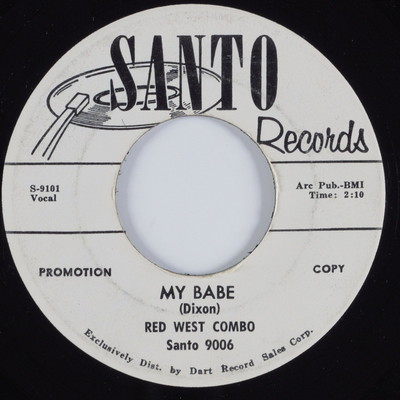 SANTO
Records
S-9101
Vocal
Arc Pub.-BMI
Time: 2:10
PROMOTION
COPY
MY BABE
(Dixon)
RED WEST COMBO
Santo 9006
Exclusively Dist. by Dart Record Sales Corp.